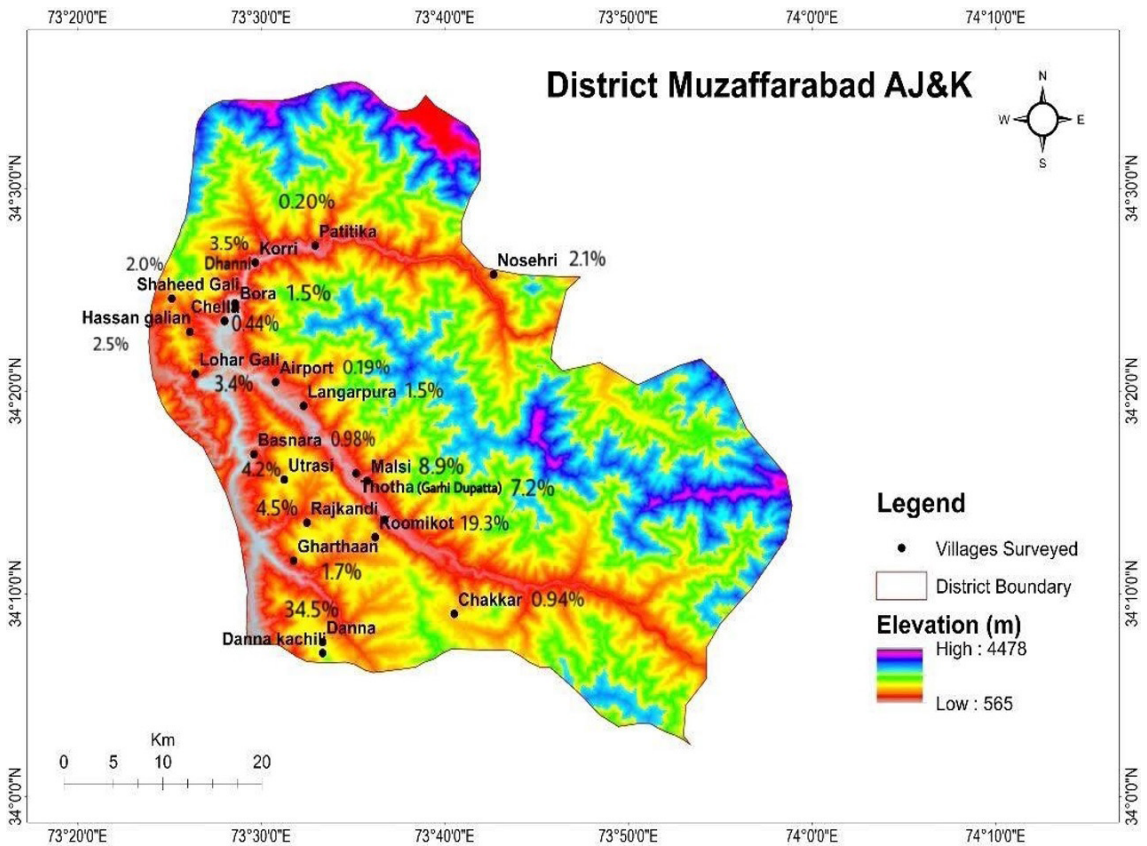 73°20'0"E 73°30'0"E 73°40'0"E 73°50'0"E 74°0'0"E 74°10'0"E
District Muzaffarabad AJ&K
N
W E
S
34°30'0"N 34°30'0"N
0.20%
Patitika
3.5% Korri
Dhanni
Nosehri 2.1%
2.0%
Shaheed Gali
Bora 1.5%
Chella
0.44%
Hassan galian
2.5%
Lohar Gali
3.4%
Airport 0.19%
34°20'0"N 34°20'0"N
Langarpura 1.5%
Basnara 0.98%
4.2% Utrasi
Malsi 8.9%
Thotha (Garhi Dupatta) 7.2%
4.5% Rajkandi
Koomikot 19.3%
Gharthaan
1.7%
34°10'0"N 34°10'0"N
Chakkar 0.94%
34.5%
Danna
Danna kachili
Legend
Villages Surveyed
District Boundary
Elevation (m)
High : 4478
Low : 565
Km
0 5 10 20
34°0'0"N 34°0'0"N
73°20'0"E 73°30'0"E 73°40'0"E 73°50'0"E 74°0'0"E 74°10'0"E